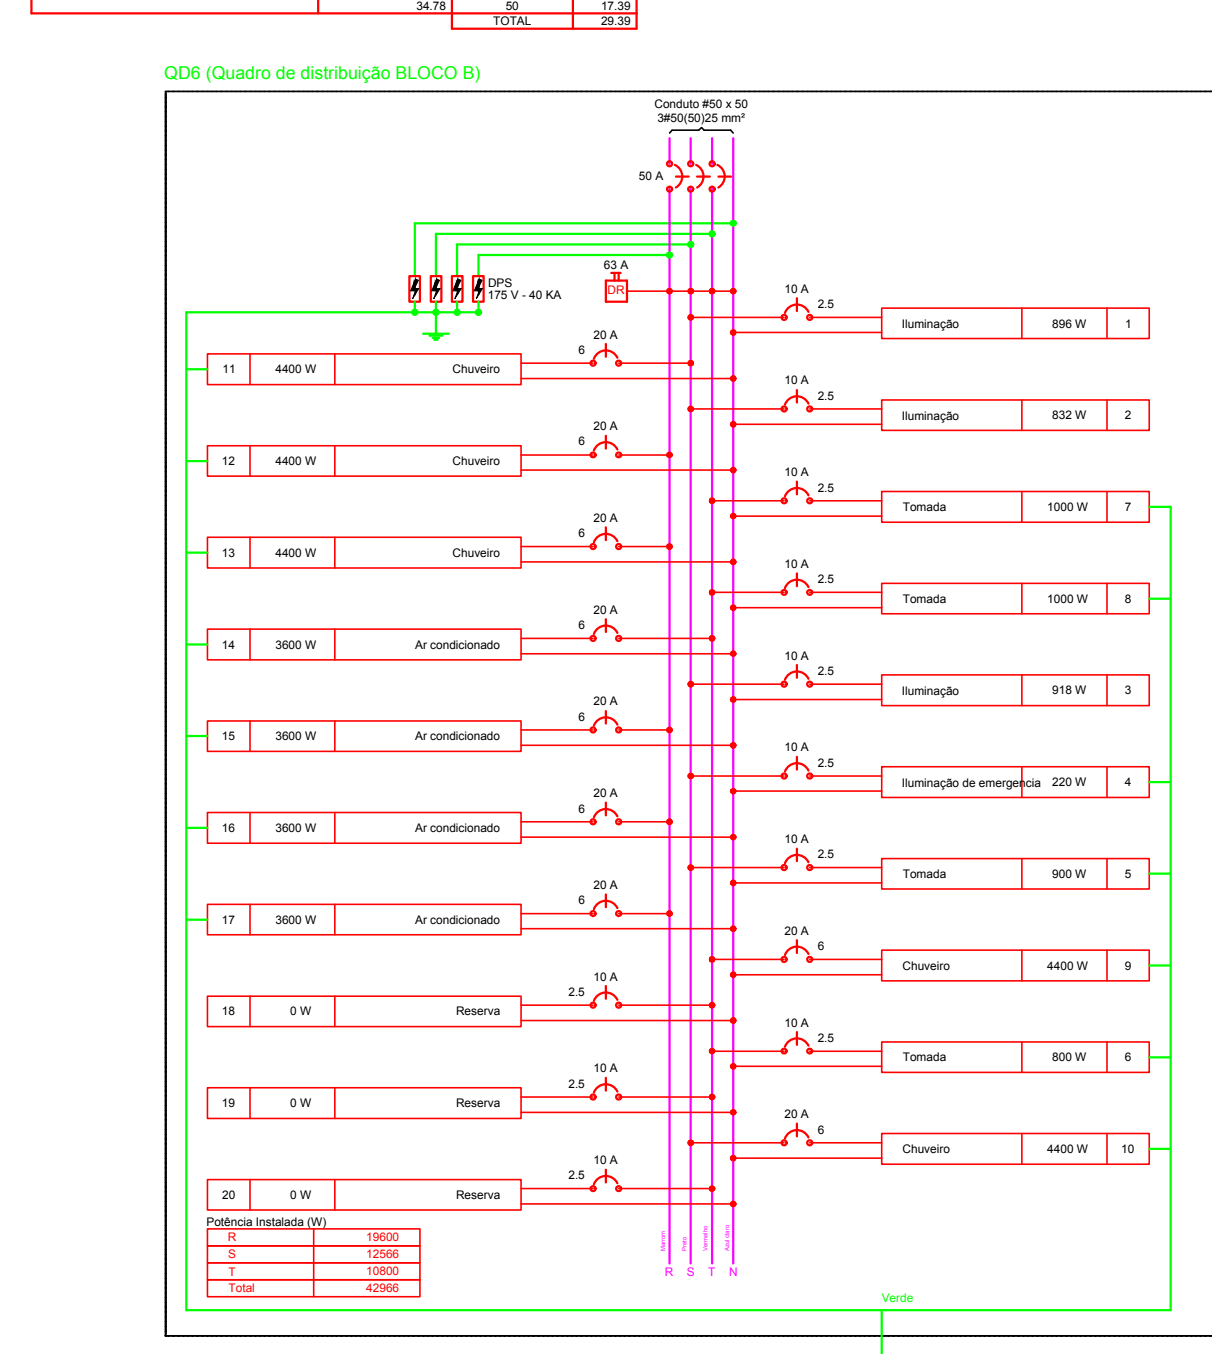 34.78 50 17.39
TOTAL 29.39
QD6 (Quadro de distribuição BLOCO B)
Conduto #50 x 50
3#50(50)25 mm²
50 A
DPS
175 V - 40 KA
63 A
DR
10 A
2.5
Iluminação 896 W 1
20 A
6
11 4400 W Chuveiro
10 A
2.5
Iluminação 832 W 2
20 A
6
12 4400 W Chuveiro
10 A
2.5
Tomada 1000 W 7
20 A
6
13 4400 W Chuveiro
10 A
2.5
Tomada 1000 W 8
20 A
6
14 3600 W Ar condicionado
10 A
2.5
Iluminação 918 W 3
20 A
6
15 3600 W Ar condicionado
10 A
2.5
Iluminação de emergencia 220 W 4
20 A
6
16 3600 W Ar condicionado
10 A
2.5
Tomada 900 W 5
20 A
6
17 3600 W Ar condicionado
20 A
6
Chuveiro 4400 W 9
10 A
2.5
18 0 W Reserva
10 A
2.5
Tomada 800 W 6
10 A
2.5
19 0 W Reserva
20 A
6
Chuveiro 4400 W 10
10 A
2.5
20 0 W Reserva
Potência Instalada (W)
R 19600
S 12566
T 10800
Total 42966
Marrom Preto Vermelho Azul claro
R S T N
Verde